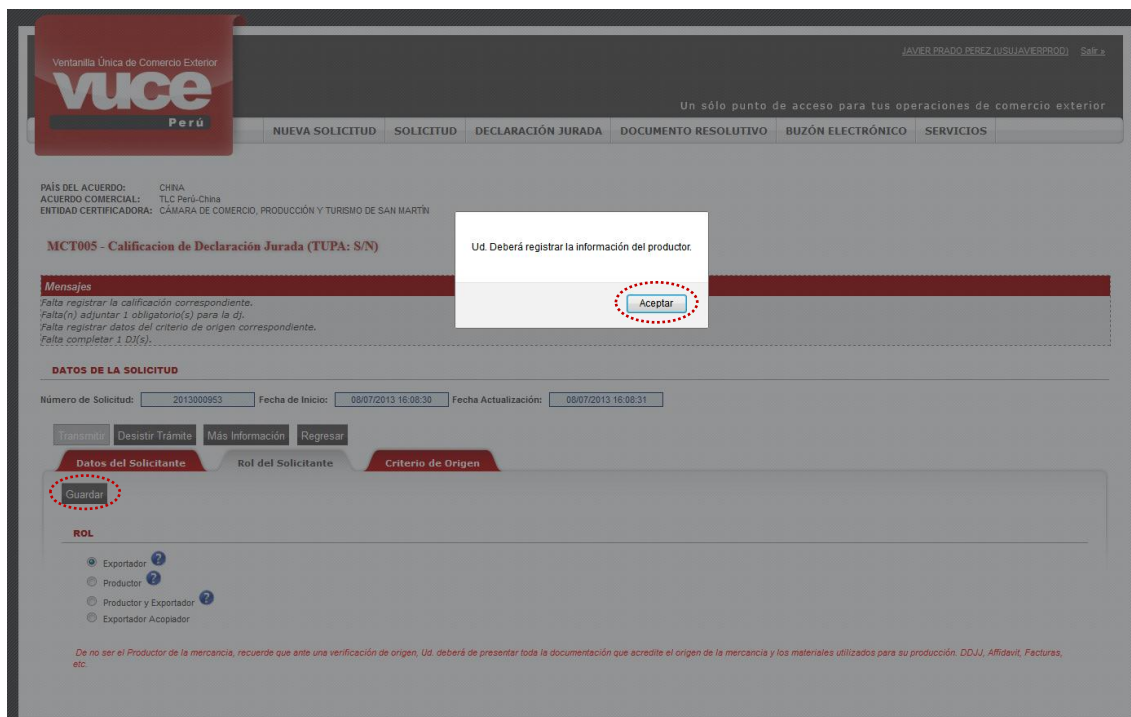 Ventanilla Única de Comercio Exterior
vuce
Perú
JAVIER PRADO PEREZ (USUJAVIERPROD) Salir »
Un sólo punto de acceso para tus operaciones de comercio exterior
NUEVA SOLICITUD SOLICITUD DECLARACIÓN JURADA DOCUMENTO RESOLUTIVO BUZÓN ELECTRÓNICO SERVICIOS
PAÍS DEL ACUERDO: CHINA
ACUERDO COMERCIAL: TLC Perú-China
ENTIDAD CERTIFICADORA: CÁMARA DE COMERCIO, PRODUCCIÓN Y TURISMO DE SAN MARTÍN
MCT005 - Calificacion de Declaración Jurada (TUPA: S/N)
Ud. Deberá registrar la información del productor.
Aceptar
Mensajes
Falta registrar la calificación correspondiente.
Falta(n) adjuntar 1 obligatorio(s) para la dj.
Falta registrar datos del criterio de origen correspondiente.
Falta completar 1 DJ(s).
DATOS DE LA SOLICITUD
Número de Solicitud: 2013000953 Fecha de Inicio: 08/07/2013 16:08:30 Fecha Actualización: 08/07/2013 16:08:31
Transmitir Desistir Trámite Más Información Regresar
Datos del Solicitante Rol del Solicitante Criterio de Origen
Guardar
ROL
Exportador ?
Productor ?
Productor y Exportador ?
Exportador Acopiador
De no ser el Productor de la mercancía, recuerde que ante una verificación de origen, Ud. deberá de presentar toda la documentación que acredite el origen de la mercancía y los materiales utilizados para su producción. DDJJ, Affidavit, Facturas,
etc.